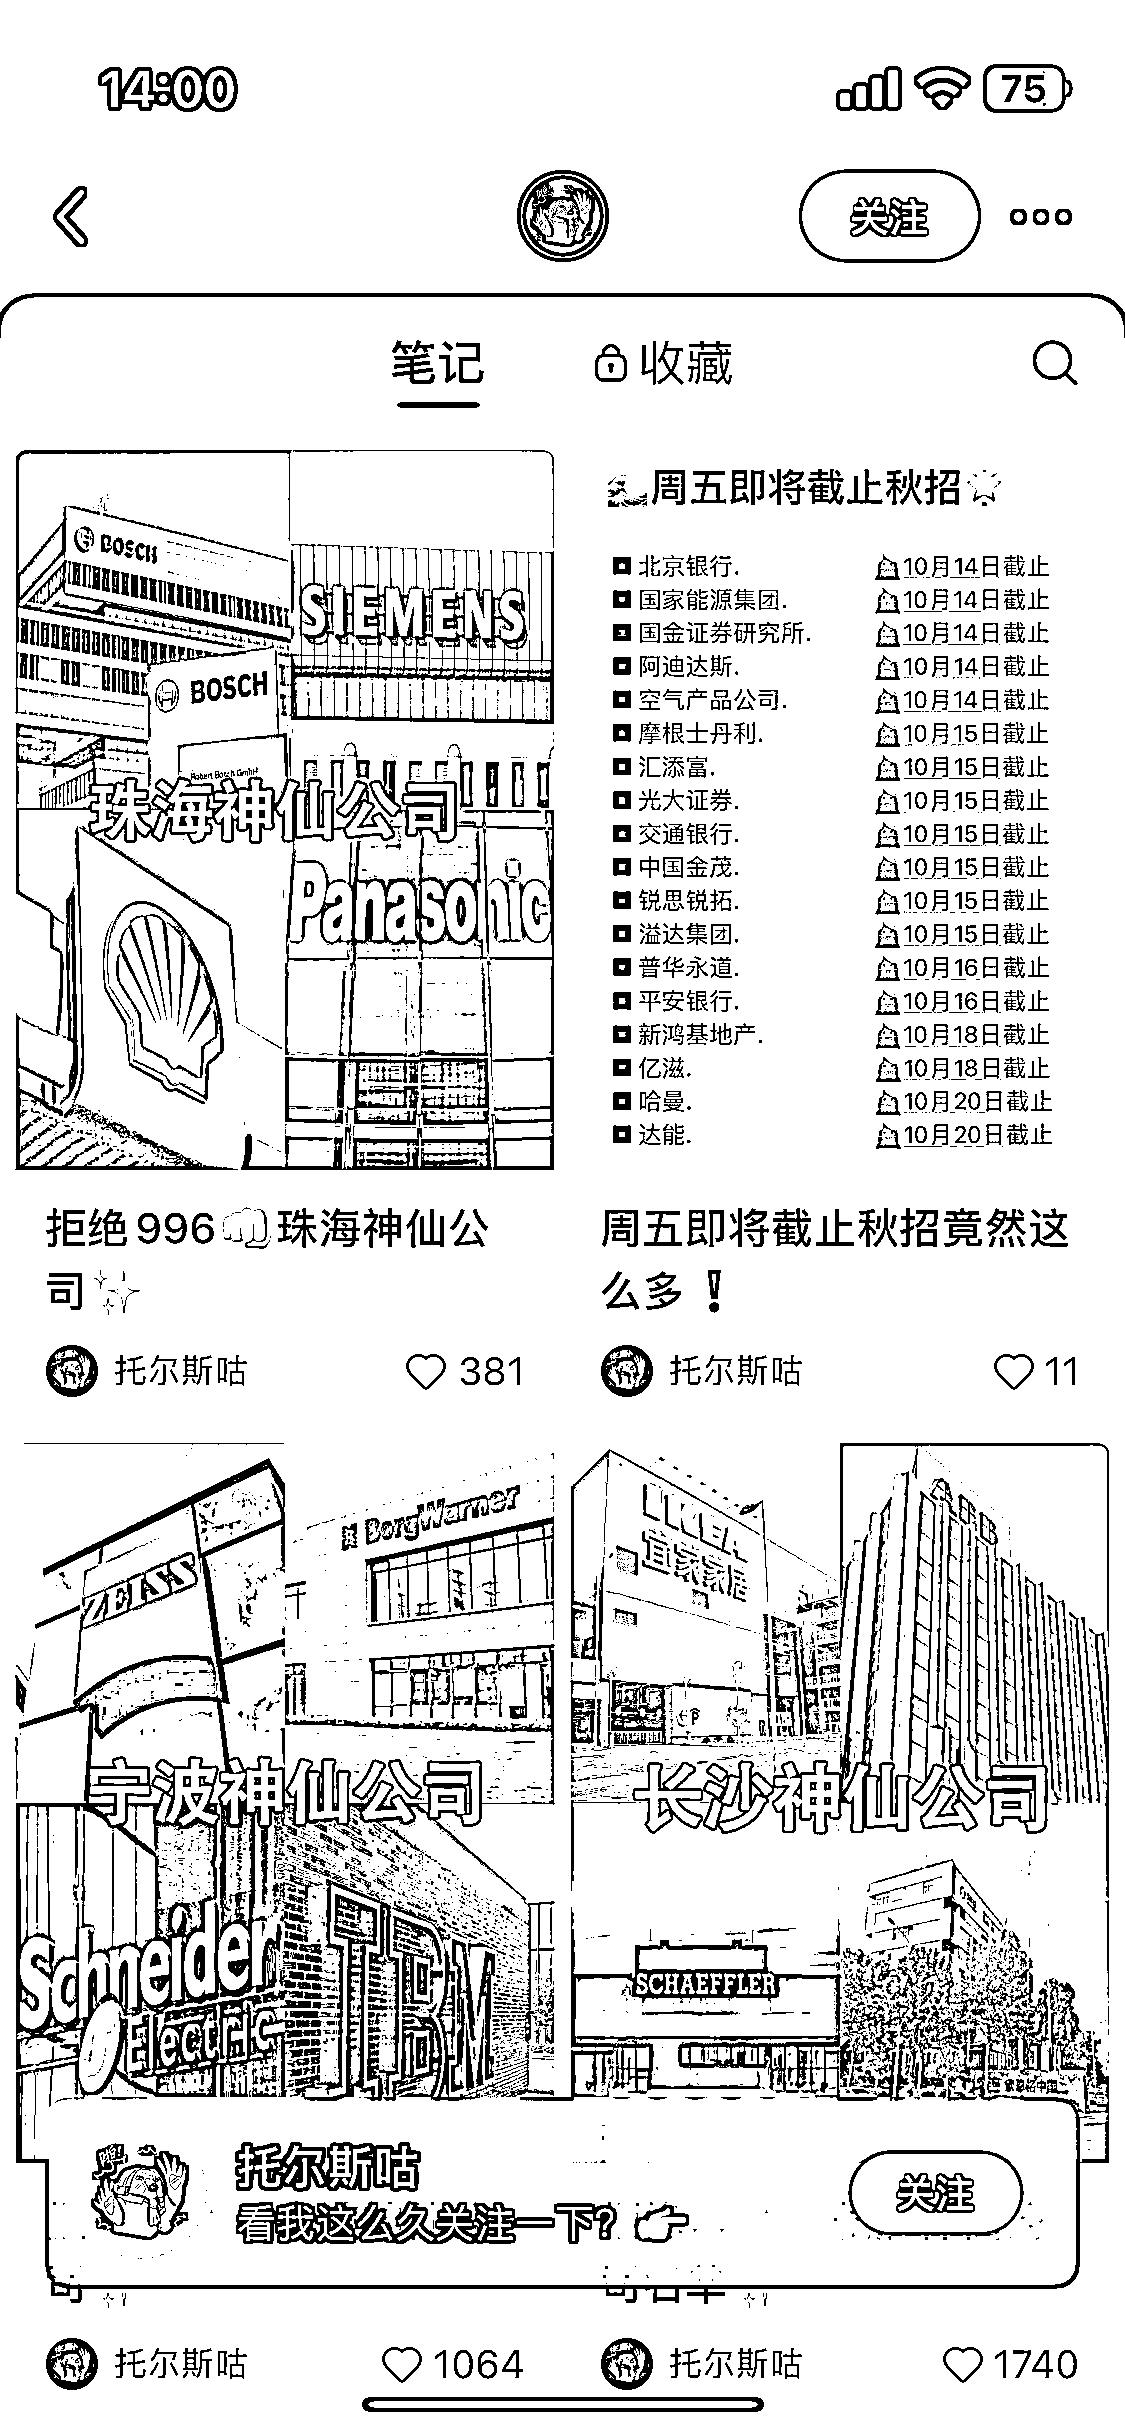 14:00
75
关注
笔记
收藏
BOSCH
SIEMENS
BOSCH
Robert Bosch GmbH
珠海神仙公司
Panasonic
周五即将截止秋招
北京银行. 10月14日截止
国家能源集团. 10月14日截止
国金证券研究所. 10月14日截止
阿迪达斯. 10月14日截止
空气产品公司. 10月14日截止
摩根士丹利. 10月15日截止
汇添富. 10月15日截止
光大证券. 10月15日截止
交通银行. 10月15日截止
中国金茂. 10月15日截止
锐思锐拓. 10月15日截止
溢达集团. 10月15日截止
普华永道. 10月16日截止
平安银行. 10月16日截止
新鸿基地产. 10月18日截止
亿滋. 10月18日截止
哈曼. 10月20日截止
达能. 10月20日截止
拒绝996👊珠海神仙公
司✨
托尔斯咕
381
周五即将截止秋招竟然这
么多❗
托尔斯咕
11
ZEISS
BorgWarner
宁波神仙公司
Schneider
Electric
IBM
宜家家居
长沙神仙公司
SCHAEFFLER
托尔斯咕
看我这么久关注一下? 👉
关注
托尔斯咕
1064
托尔斯咕
1740